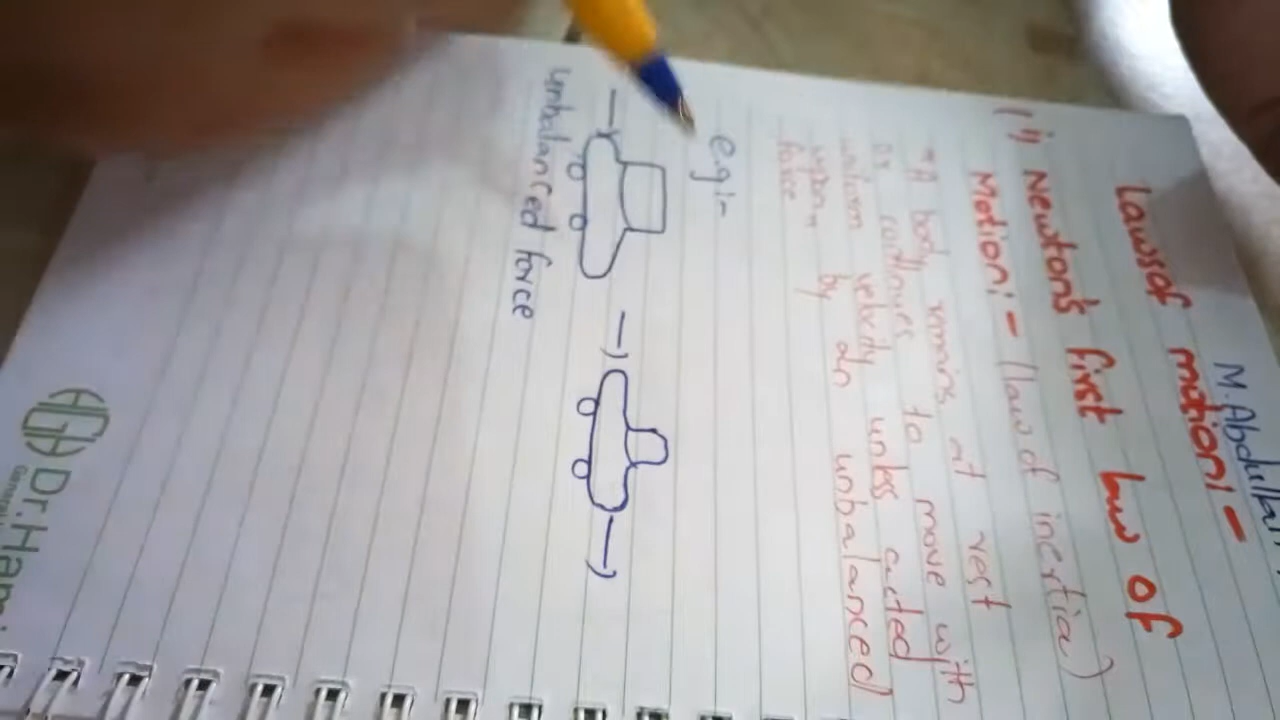 M.Abdullah
Laws of motion:-
(i) Newton's first law of
Motion:- (law of inertia)
*A body remains at rest
or continues to move with
uniform velocity unless acted
upon by an unbalanced
force
e.g:-
unbalanced force
Dr.Ham
General